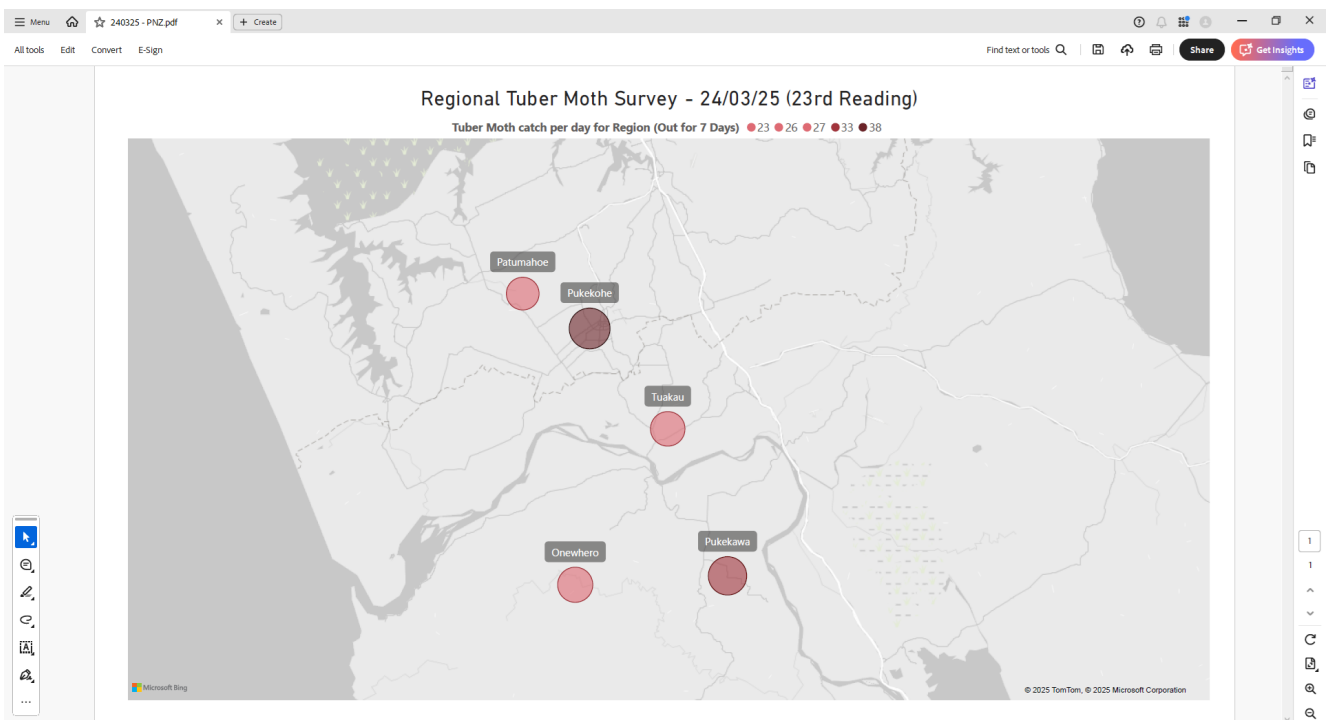 Menu
240325 - PNZ.pdf
Create
All tools Edit Convert E-Sign
Find text or tools
Share
Get Insights
Regional Tuber Moth Survey - 24/03/25 (23rd Reading)
Tuber Moth catch per day for Region (Out for 7 Days) 23 26 27 33 38
Patumahoe
Pukekohe
Tuakau
Pukekawa
Onewhero
1
1
Microsoft Bing
© 2025 TomTom, © 2025 Microsoft Corporation